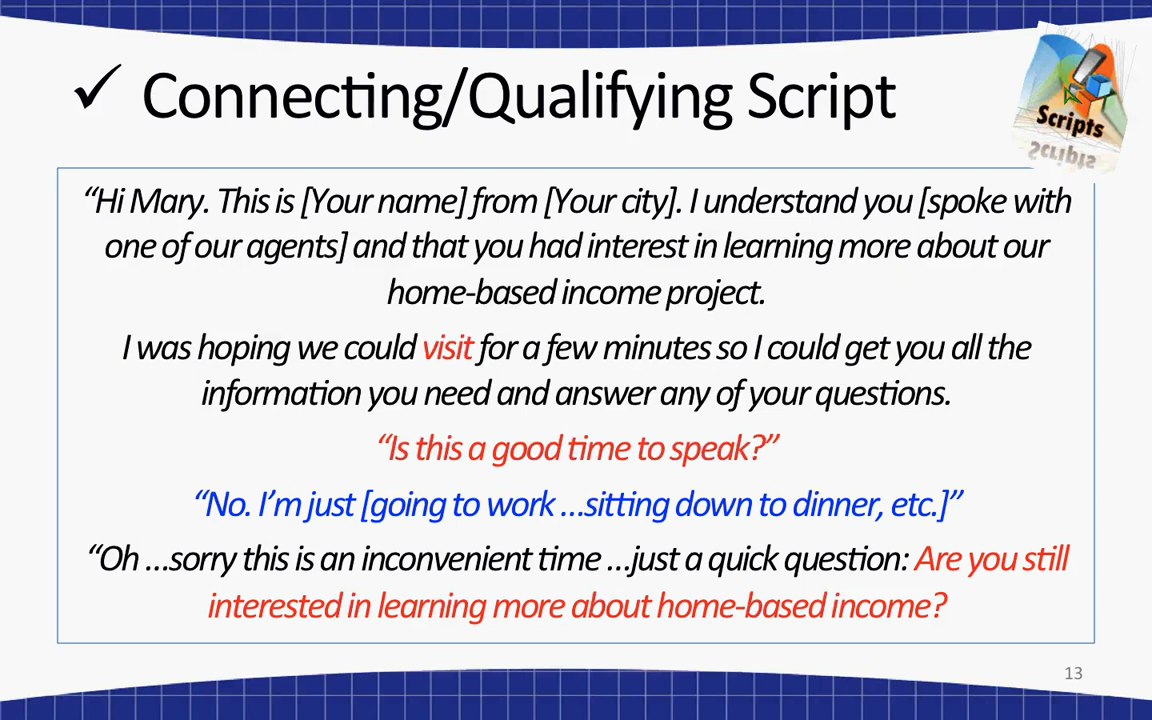 ✓ Connecting/Qualifying Script
Scripts
“Hi Mary. This is [Your name] from [Your city]. I understand you [spoke with
one of our agents] and that you had interest in learning more about our
home-based income project.
I was hoping we could visit for a few minutes so I could get you all the
information you need and answer any of your questions.
“Is this a good time to speak?”
“No. I’m just [going to work …sitting down to dinner, etc.]”
“Oh …sorry this is an inconvenient time …just a quick question: Are you still
interested in learning more about home-based income?
13